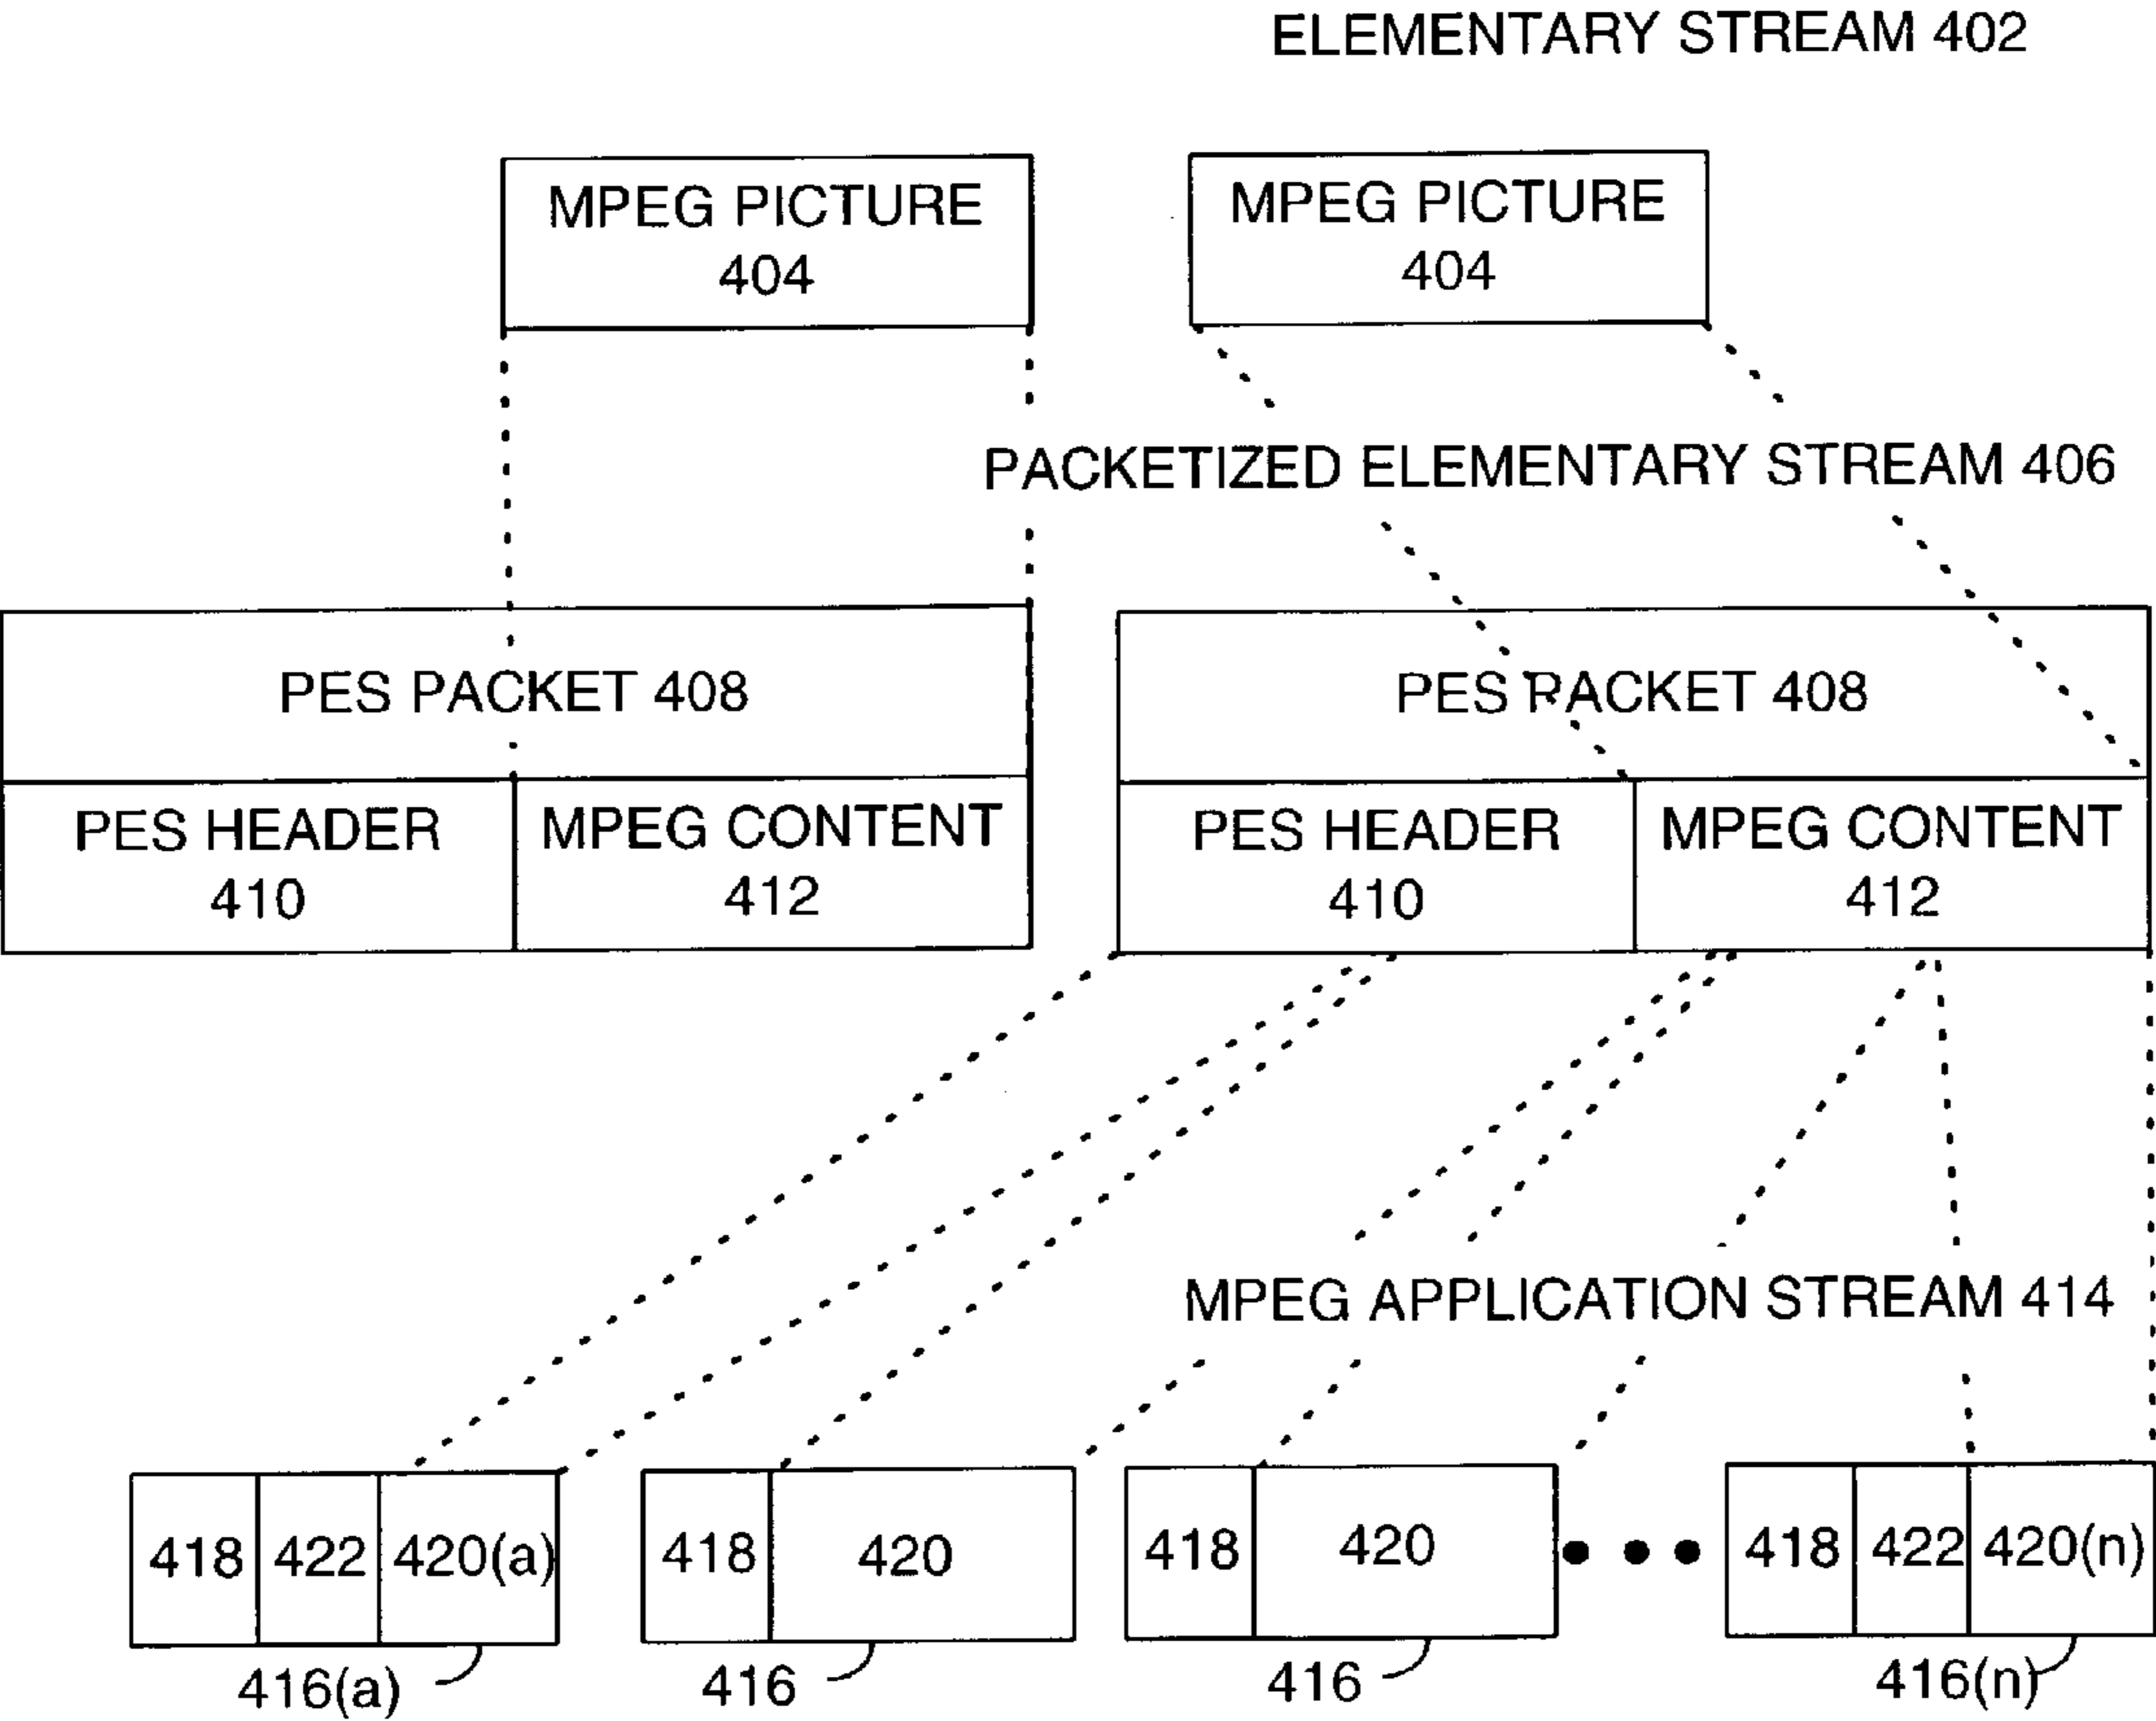 ELEMENTARY STREAM 402
MPEG PICTURE
404
MPEG PICTURE
404
PACKETIZED ELEMENTARY STREAM 406
PES PACKET 408
PES PACKET 408
PES HEADER
410
MPEG CONTENT
412
PES HEADER
410
MPEG CONTENT
412
MPEG APPLICATION STREAM 414
418 422 420(a)
418 420
418 420
418 422 420(n)
416(a)
416
416
416(n)